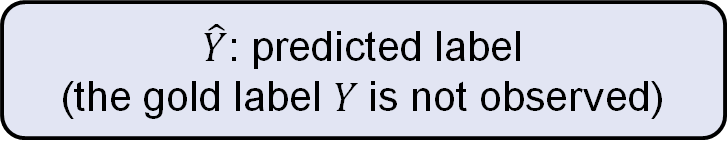 Ŷ: predicted label
(the gold label Y is not observed)